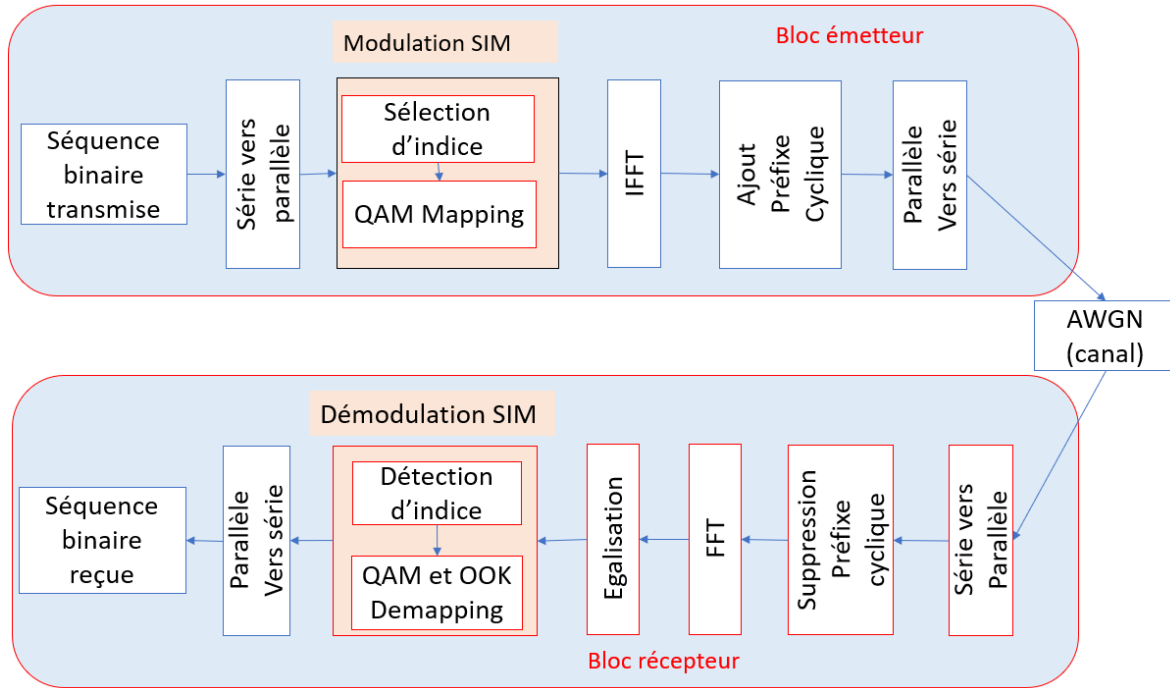 Modulation SIM
Bloc émetteur
Séquence
binaire
transmise
Série vers
parallèle
Sélection
d'indice
QAM Mapping
IFFT
Ajout
Préfixe
Cyclique
Parallèle
Vers série
AWGN
(canal)
Démodulation SIM
Séquence
binaire
reçue
Parallèle
Vers série
Détection
d'indice
QAM et OOK
Demapping
Egalisation
FFT
Suppression
Préfixe
cyclique
Série vers
Parallèle
Bloc récepteur